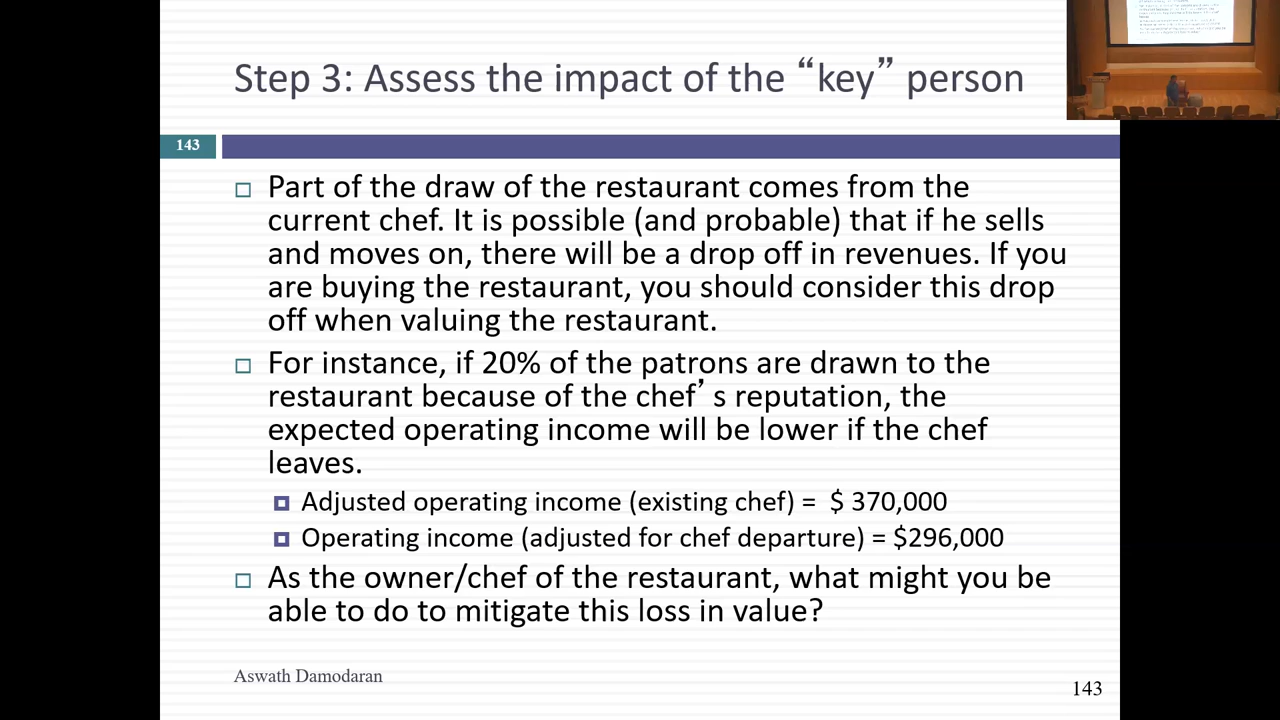 Step 3: Assess the impact of the “key” person
143
Part of the draw of the restaurant comes from the
current chef. It is possible (and probable) that if he sells
and moves on, there will be a drop off in revenues. If you
are buying the restaurant, you should consider this drop
off when valuing the restaurant.
For instance, if 20% of the patrons are drawn to the
restaurant because of the chef’s reputation, the
expected operating income will be lower if the chef
leaves.
Adjusted operating income (existing chef) = $ 370,000
Operating income (adjusted for chef departure) = $296,000
As the owner/chef of the restaurant, what might you be
able to do to mitigate this loss in value?
Aswath Damodaran
143